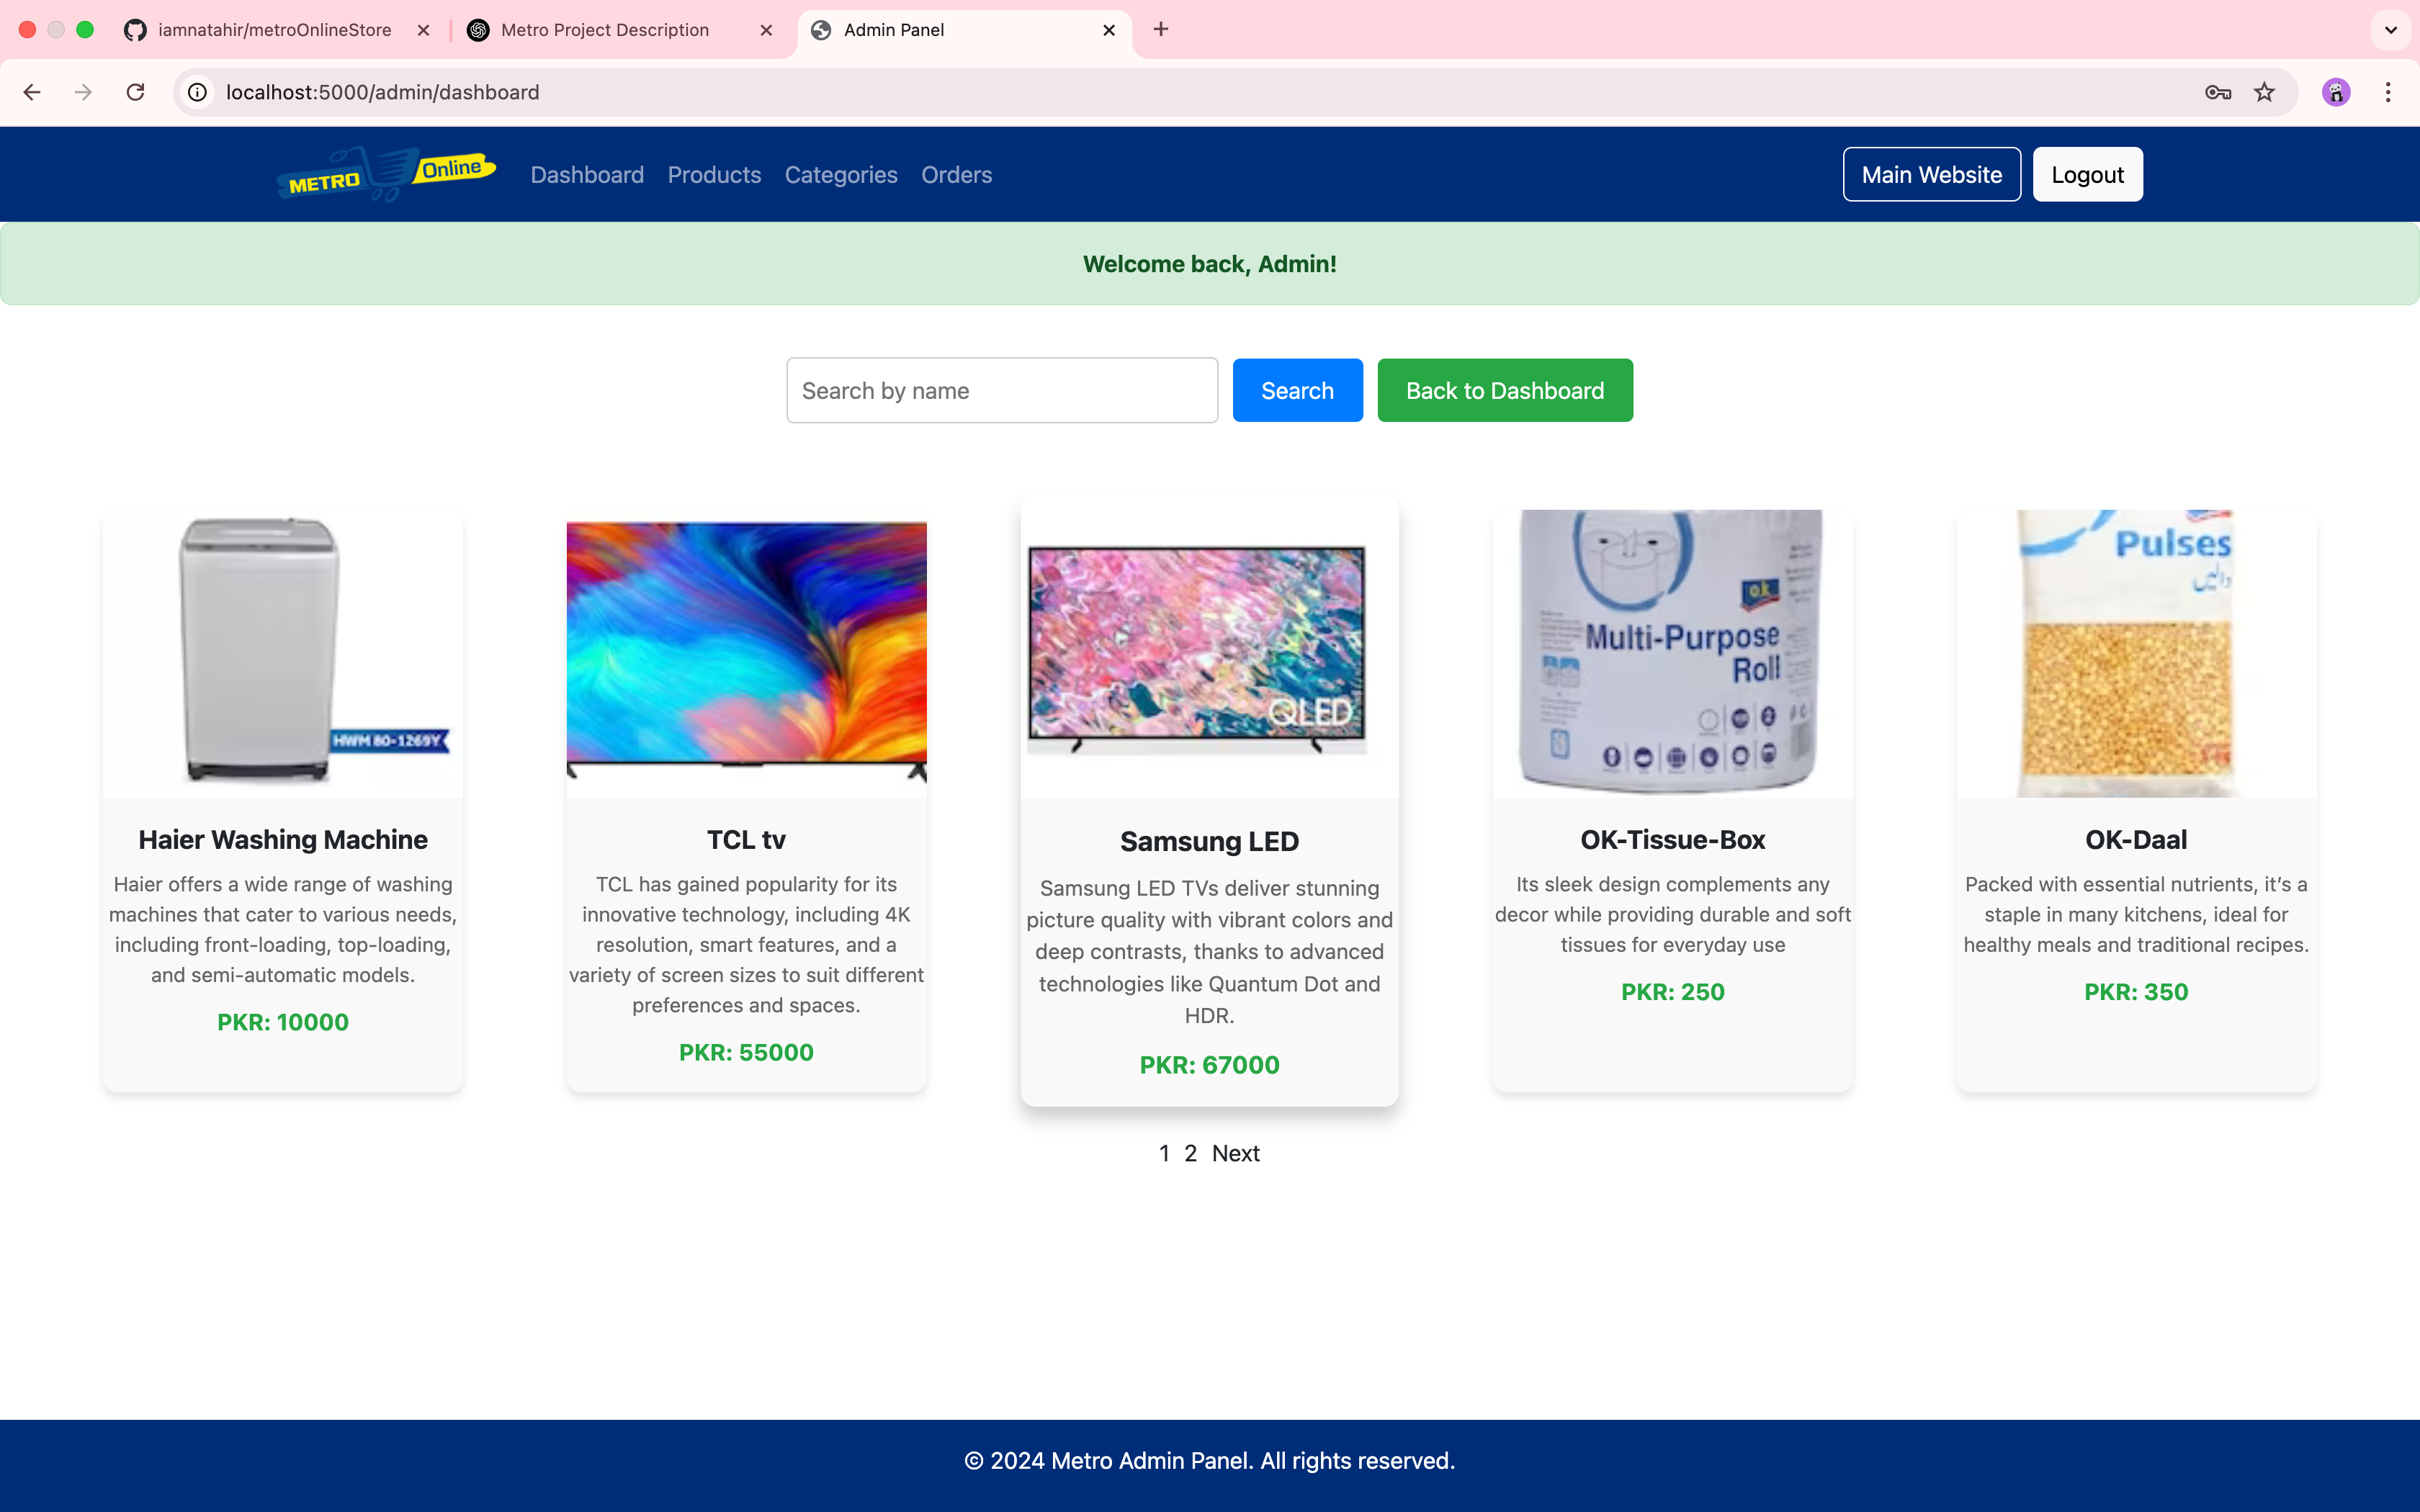 iamnatahir/metroOnlineStore
Metro Project Description
Admin Panel
localhost:5000/admin/dashboard
METRO Online
Dashboard
Products
Categories
Orders
Main Website
Logout
Welcome back, Admin!
Search by name
Search
Back to Dashboard
HWM 80-1269Y
Haier Washing Machine
Haier offers a wide range of washing
machines that cater to various needs,
including front-loading, top-loading,
and semi-automatic models.
PKR: 10000
TCL tv
TCL has gained popularity for its
innovative technology, including 4K
resolution, smart features, and a
variety of screen sizes to suit different
preferences and spaces.
PKR: 55000
QLED
Samsung LED
Samsung LED TVs deliver stunning
picture quality with vibrant colors and
deep contrasts, thanks to advanced
technologies like Quantum Dot and
HDR.
PKR: 67000
ok
Multi-Purpose
Roll
OK-Tissue-Box
Its sleek design complements any
decor while providing durable and soft
tissues for everyday use
PKR: 250
Pulses
دالیں
OK-Daal
Packed with essential nutrients, it’s a
staple in many kitchens, ideal for
healthy meals and traditional recipes.
PKR: 350
1 2 Next
© 2024 Metro Admin Panel. All rights reserved.